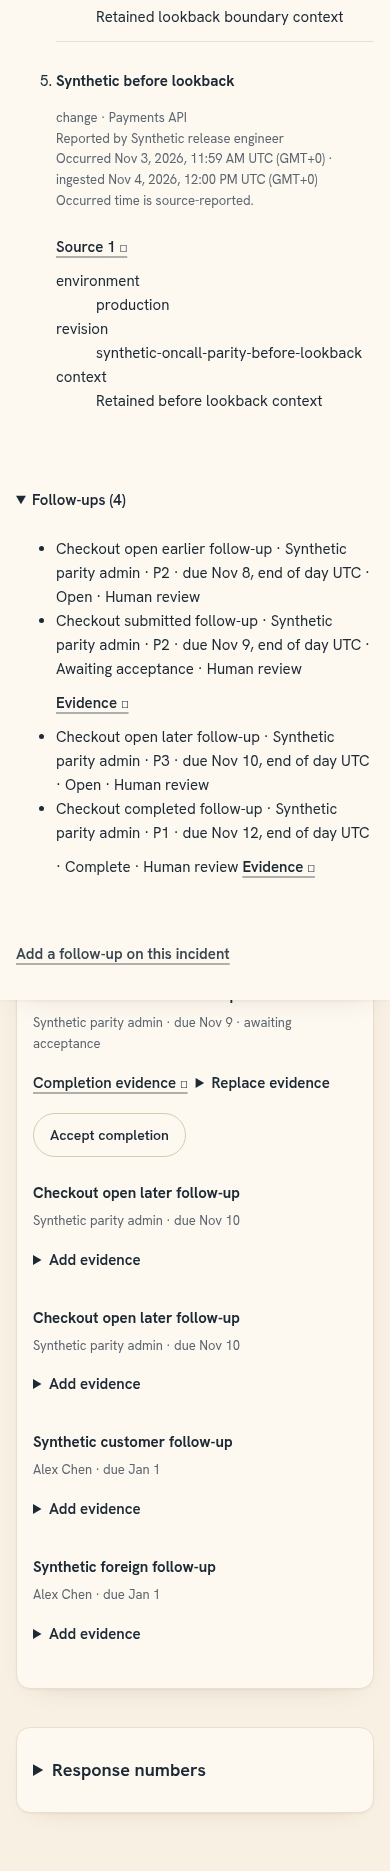 Retained lookback boundary context
5. Synthetic before lookback
change · Payments API
Reported by Synthetic release engineer
Occurred Nov 3, 2026, 11:59 AM UTC (GMT+0) ·
ingested Nov 4, 2026, 12:00 PM UTC (GMT+0)
Occurred time is source-reported.
Source 1
environment
production
revision
synthetic-oncall-parity-before-lookback
context
Retained before lookback context
▼ Follow-ups (4)
• Checkout open earlier follow-up · Synthetic
parity admin · P2 · due Nov 8, end of day UTC ·
Open · Human review
• Checkout submitted follow-up · Synthetic
parity admin · P2 · due Nov 9, end of day UTC ·
Awaiting acceptance · Human review
Evidence
• Checkout open later follow-up · Synthetic
parity admin · P3 · due Nov 10, end of day UTC
· Open · Human review
• Checkout completed follow-up · Synthetic
parity admin · P1 · due Nov 12, end of day UTC
· Complete · Human review Evidence
Add a follow-up on this incident
Synthetic parity admin · due Nov 9 · awaiting
acceptance
Completion evidence ▶ Replace evidence
Accept completion
Checkout open later follow-up
Synthetic parity admin · due Nov 10
▶ Add evidence
Checkout open later follow-up
Synthetic parity admin · due Nov 10
▶ Add evidence
Synthetic customer follow-up
Alex Chen · due Jan 1
▶ Add evidence
Synthetic foreign follow-up
Alex Chen · due Jan 1
▶ Add evidence
▶ Response numbers